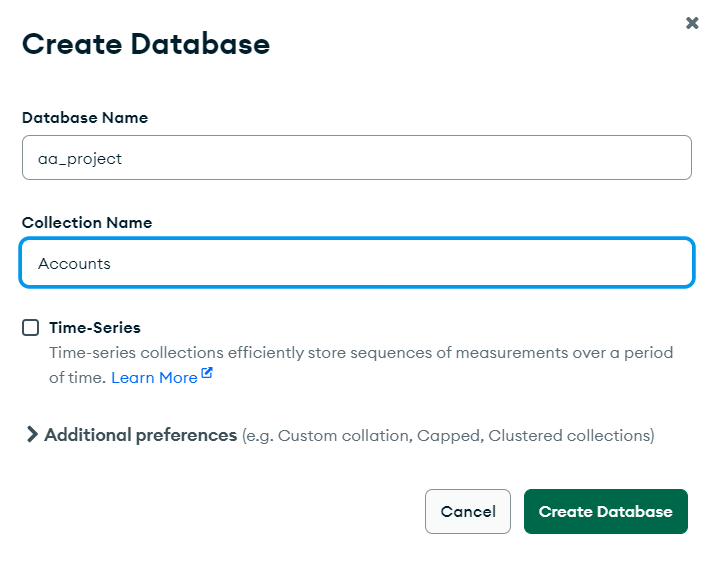 Create Database
Database Name
aa_project
Collection Name
Accounts
Time-Series
Time-series collections efficiently store sequences of measurements over a period
of time. Learn More
Additional preferences (e.g. Custom collation, Capped, Clustered collections)
Cancel Create Database